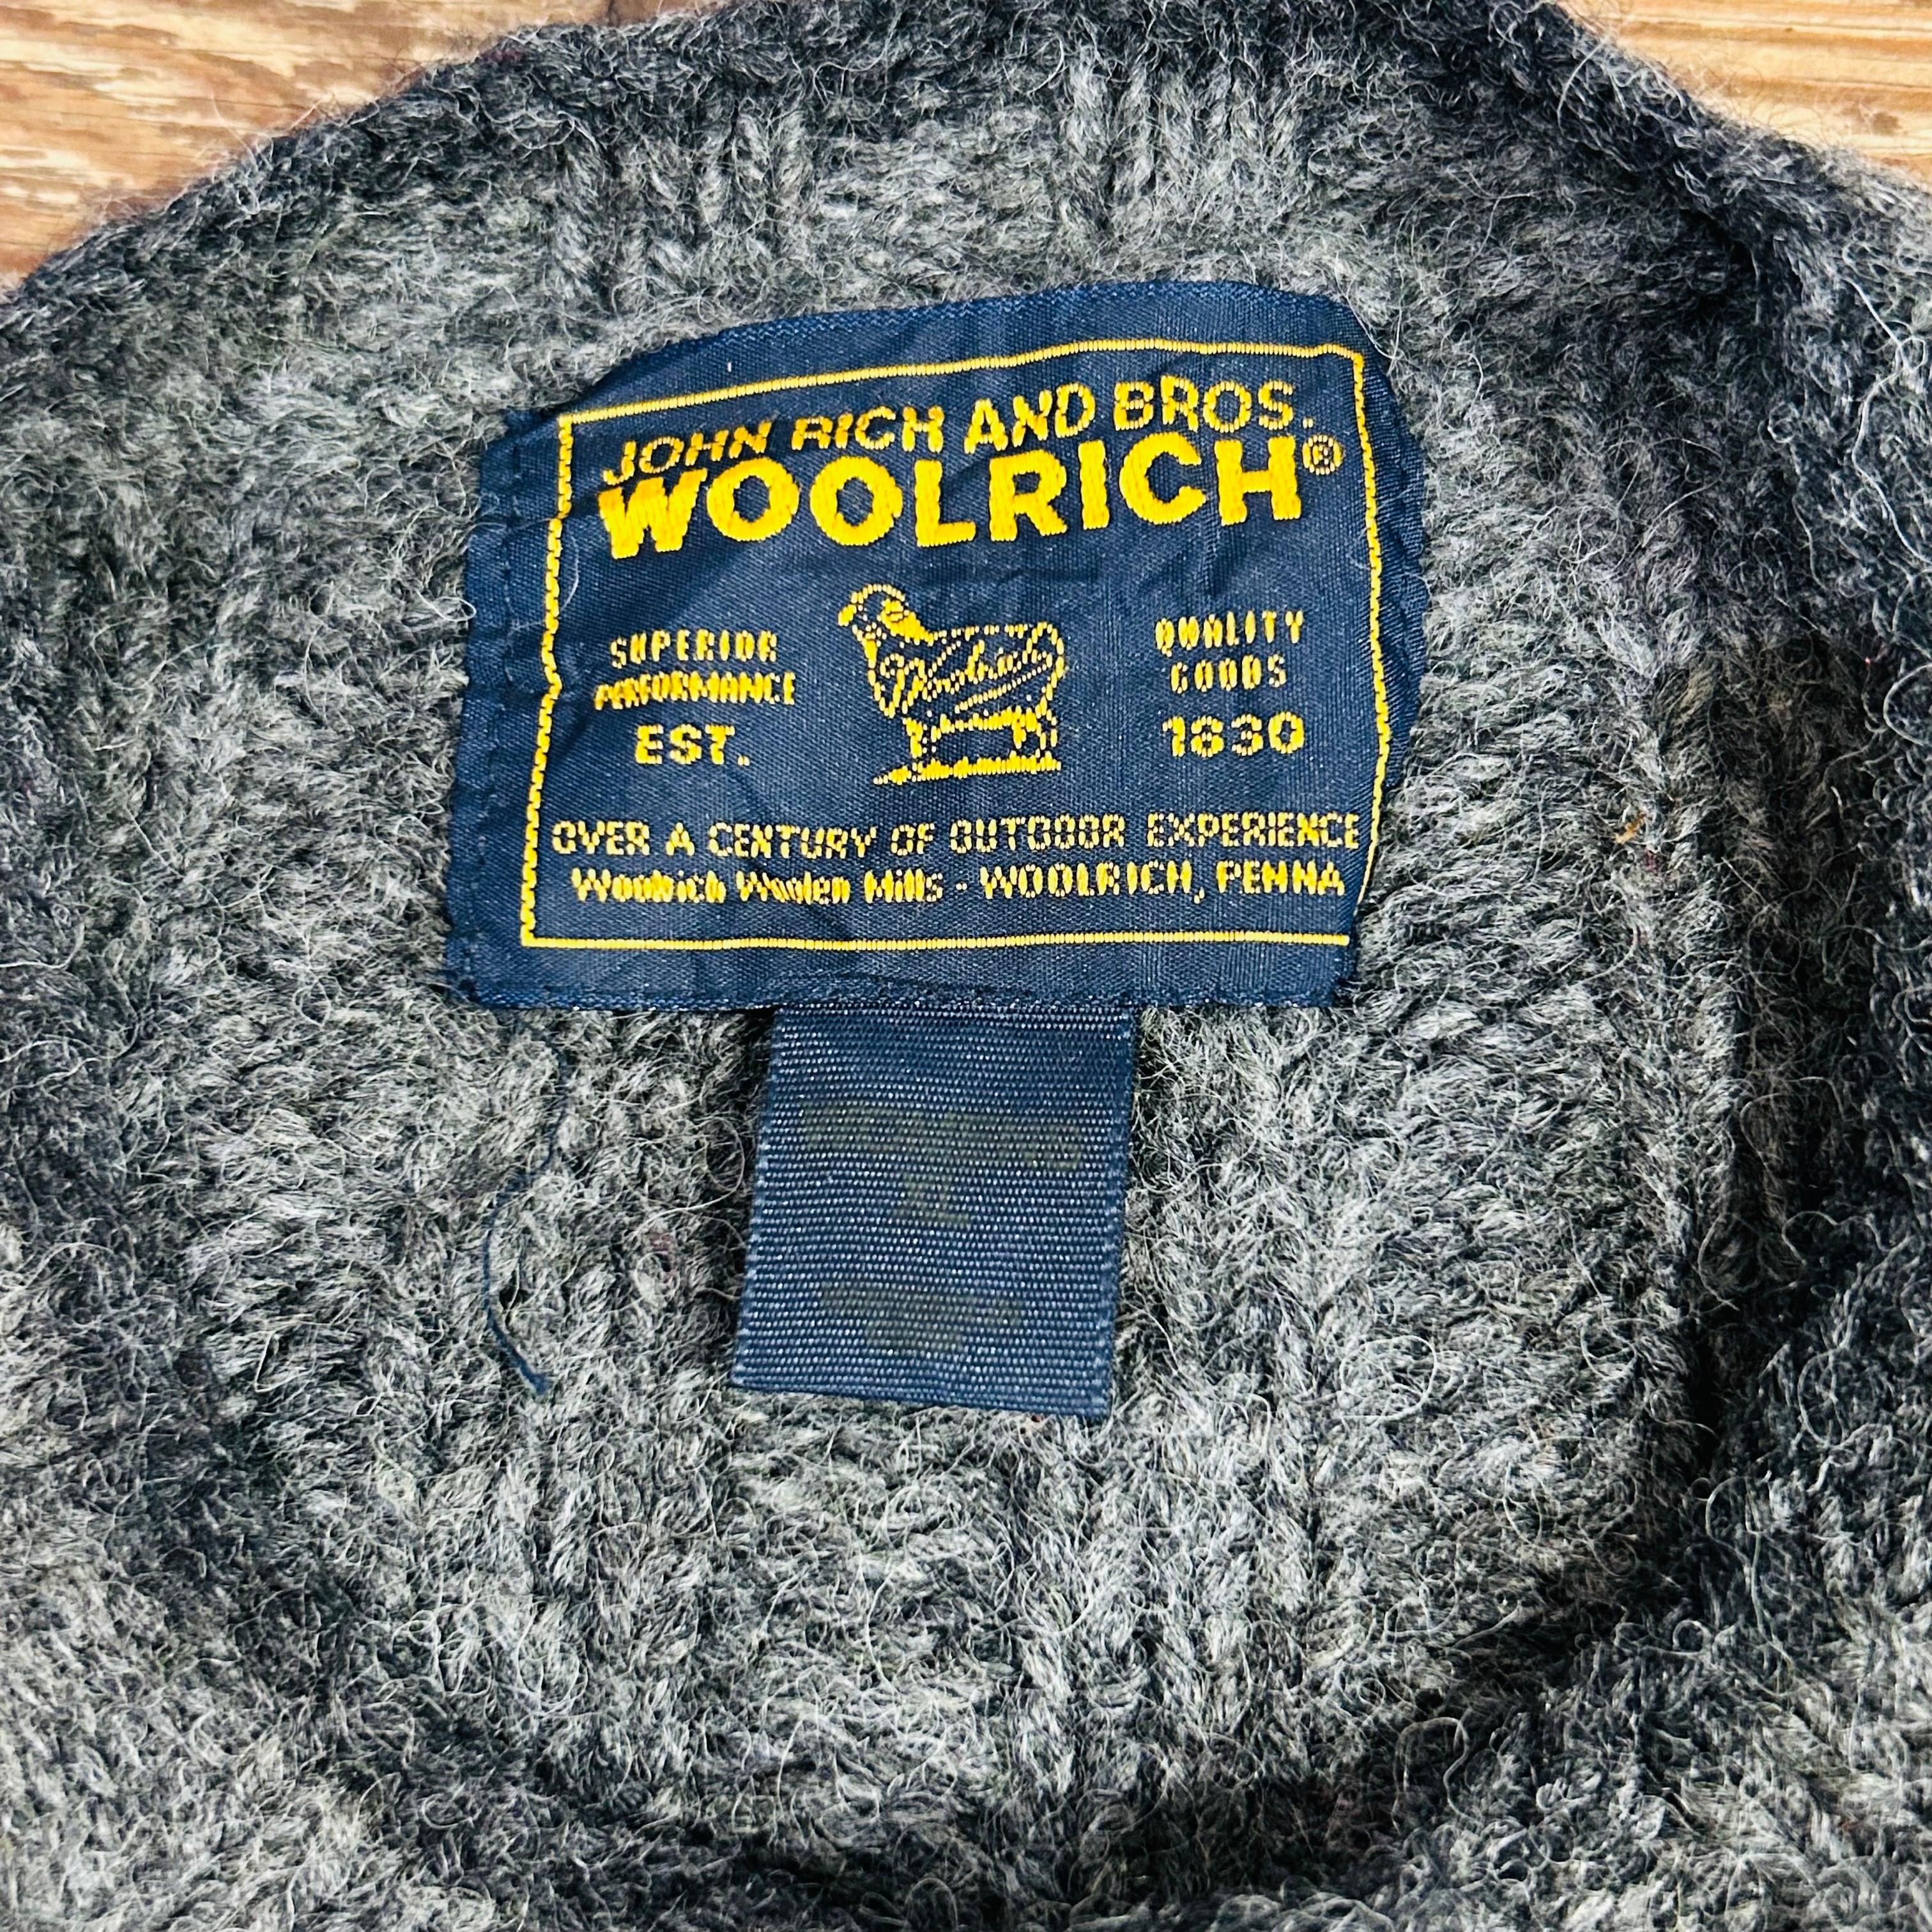 JOHN RICH AND BROS.
WOOLRICH®
Woolrich
SUPERIOR
PERFORMANCE
EST.
QUALITY
GOODS
1830
OVER A CENTURY OF OUTDOOR EXPERIENCE
Woolrich Woolen Mills - WOOLRICH, PENNA